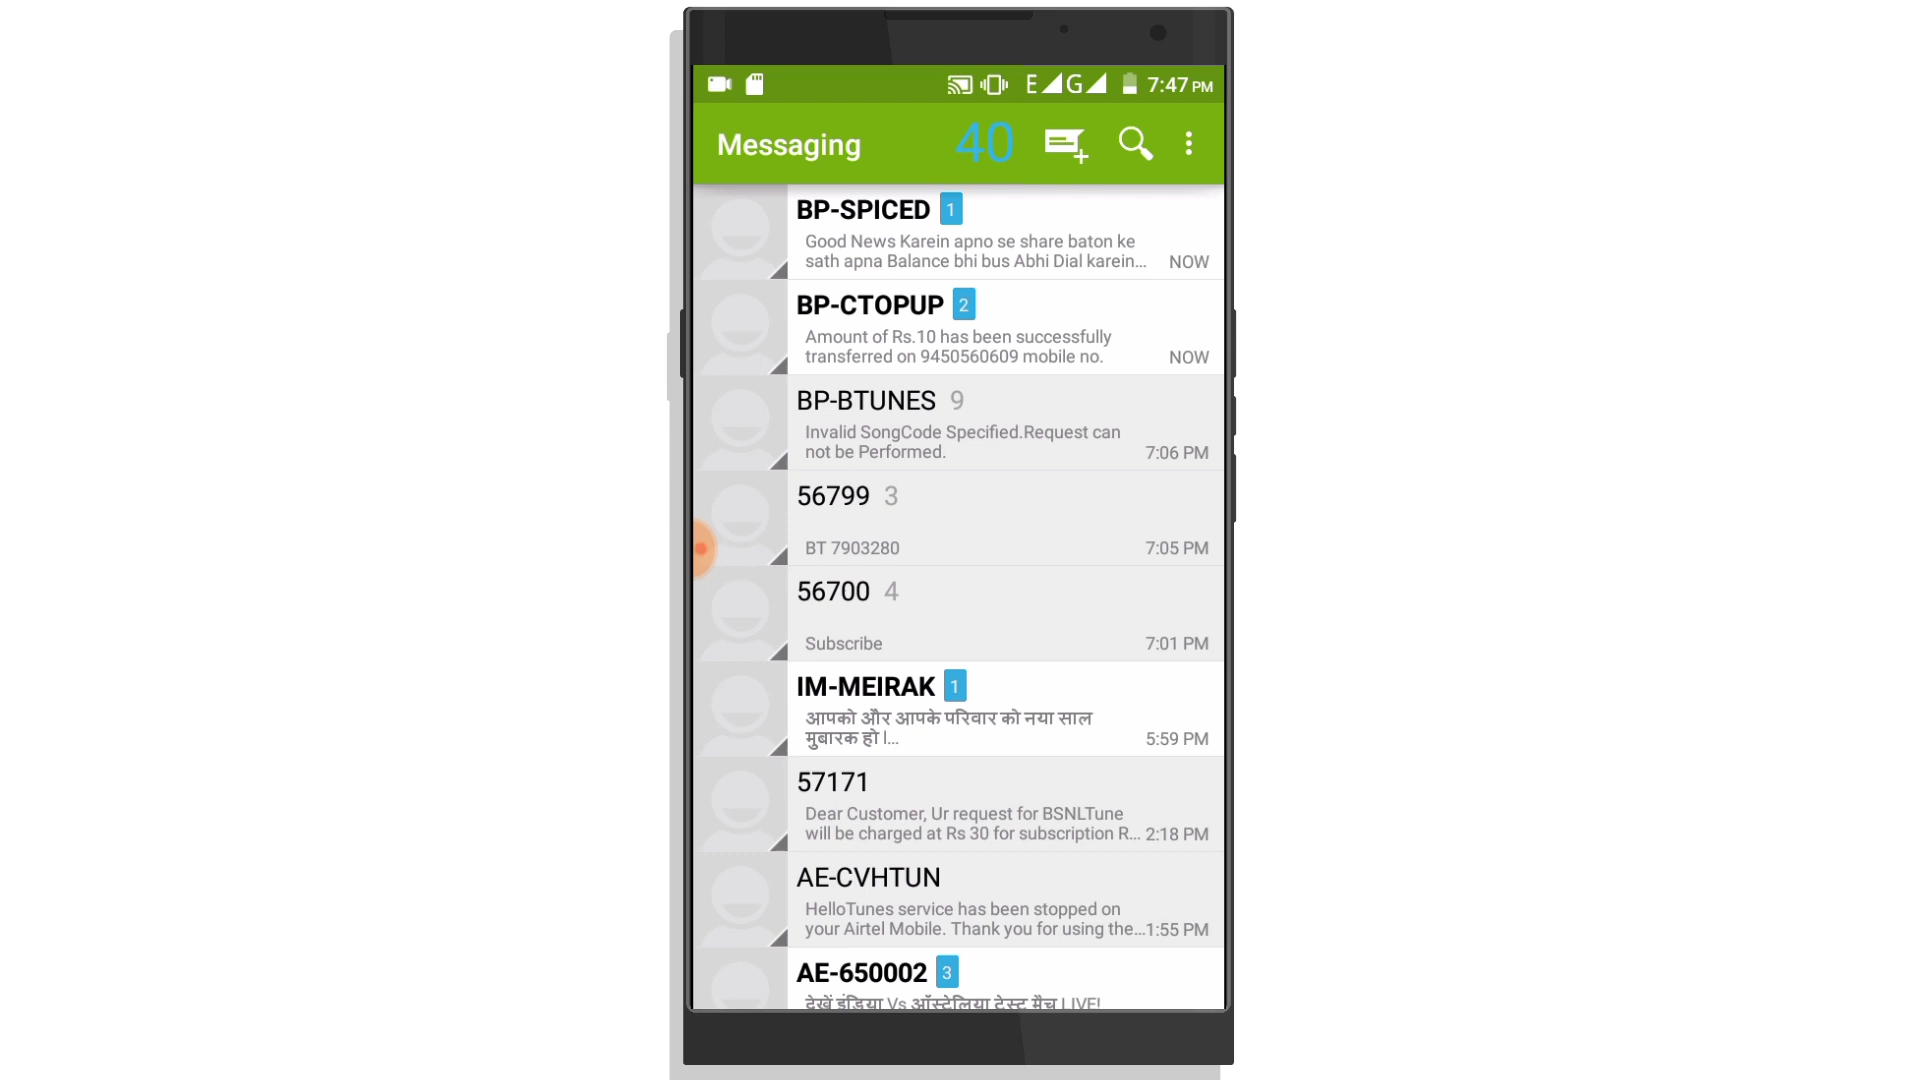 E G 7:47 PM
Messaging 40
BP-SPICED 1
Good News Karein apno se share baton ke
sath apna Balance bhi bus Abhi Dial karein... NOW
BP-CTOPUP 2
Amount of Rs.10 has been successfully
transferred on 9450560609 mobile no. NOW
BP-BTUNES 9
Invalid SongCode Specified.Request can
not be Performed. 7:06 PM
56799 3
BT 7903280 7:05 PM
56700 4
Subscribe 7:01 PM
IM-MEIRAK 1
आपको और आपके परिवार को नया साल
मुबारक हो l... 5:59 PM
57171
Dear Customer, Ur request for BSNLTune
will be charged at Rs 30 for subscription R... 2:18 PM
AE-CVHTUN
HelloTunes service has been stopped on
your Airtel Mobile. Thank you for using the... 1:55 PM
AE-650002 3
देखें इंडिया Vs ऑस्ट्रेलिया टेस्ट मैच LIVE!